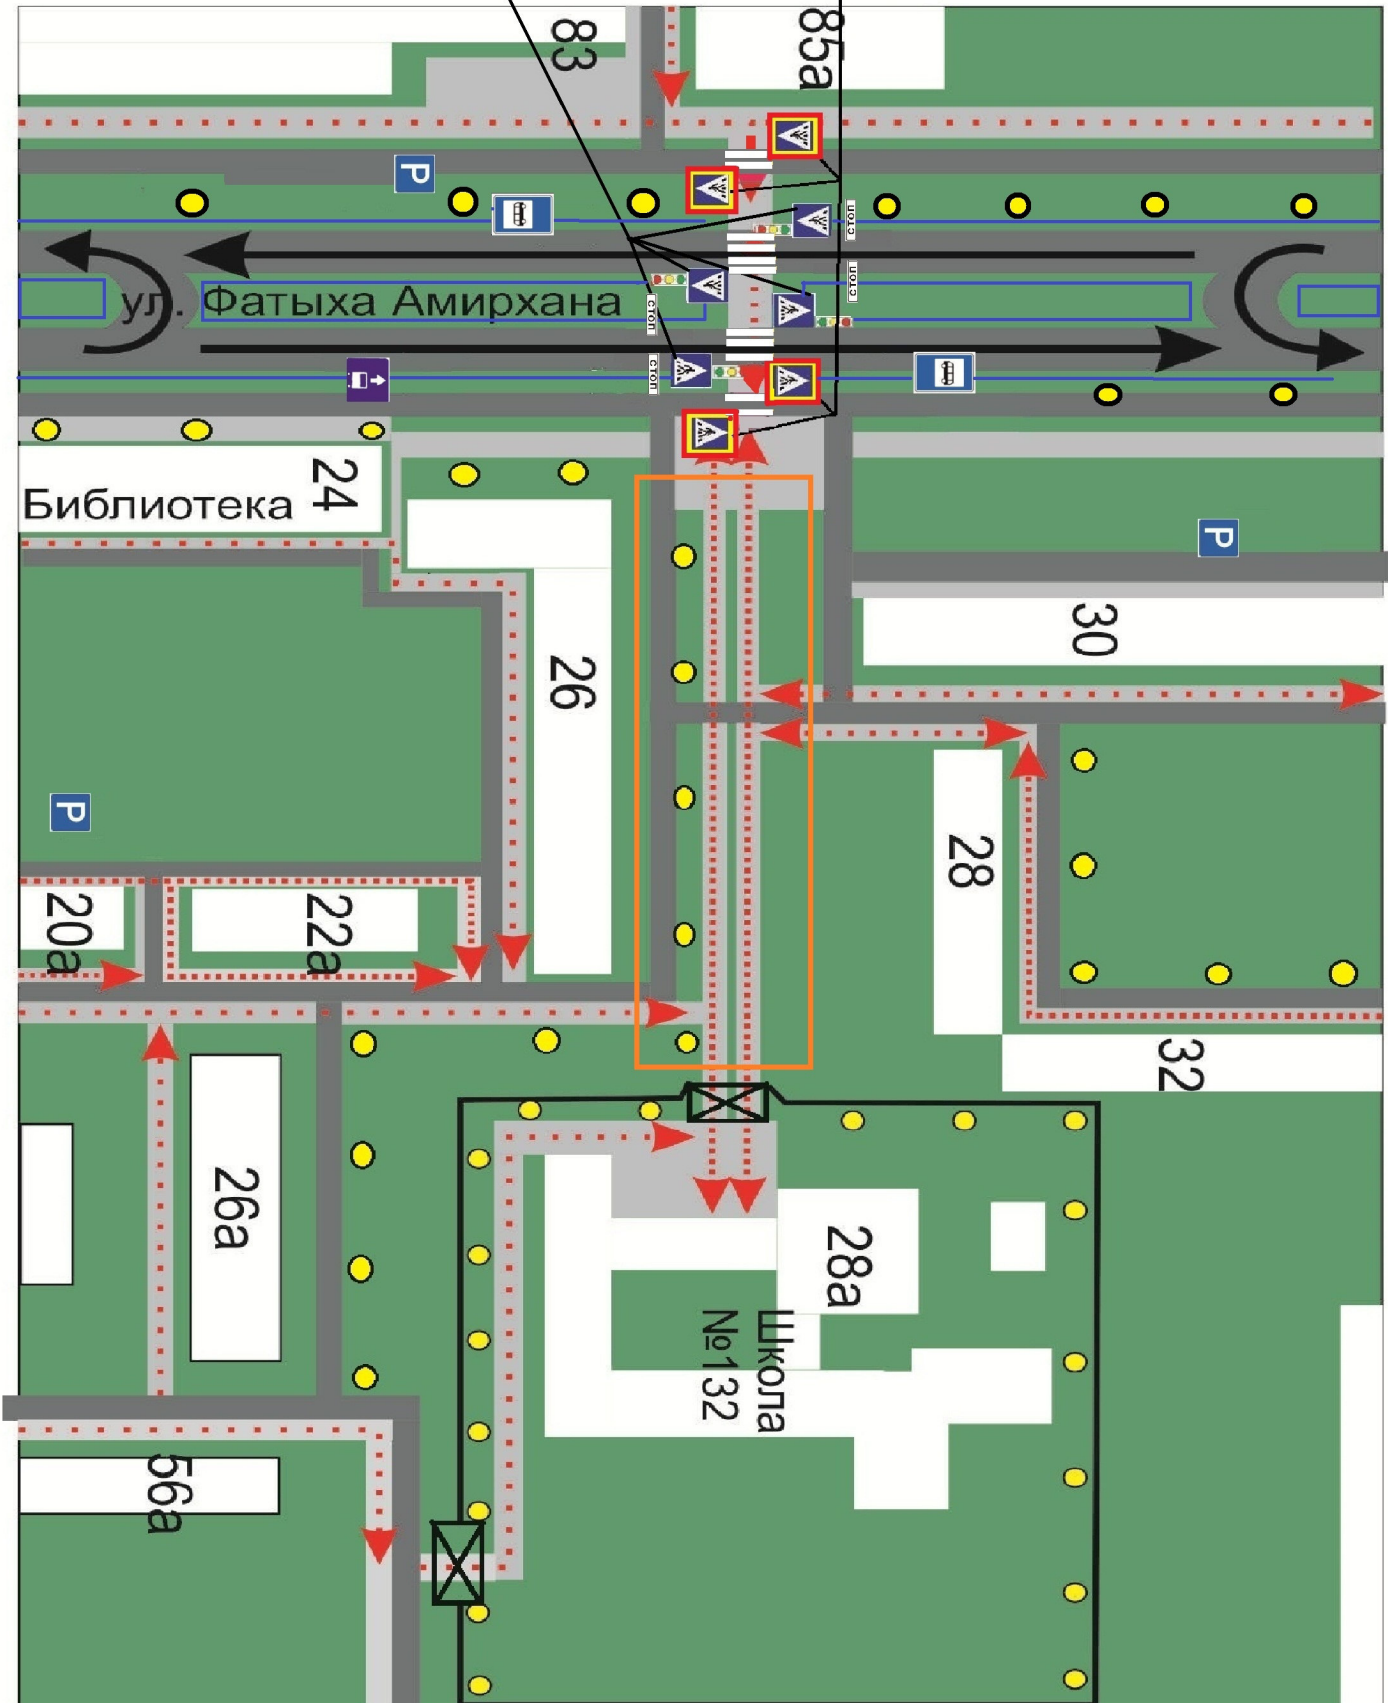 83
85а
P
стоп
стоп
ул. Фатыха Амирхана
стоп
стоп
24
Библиотека
P
30
26
P
28
20а
22а
32
26а
28а
Школа
№132
56а